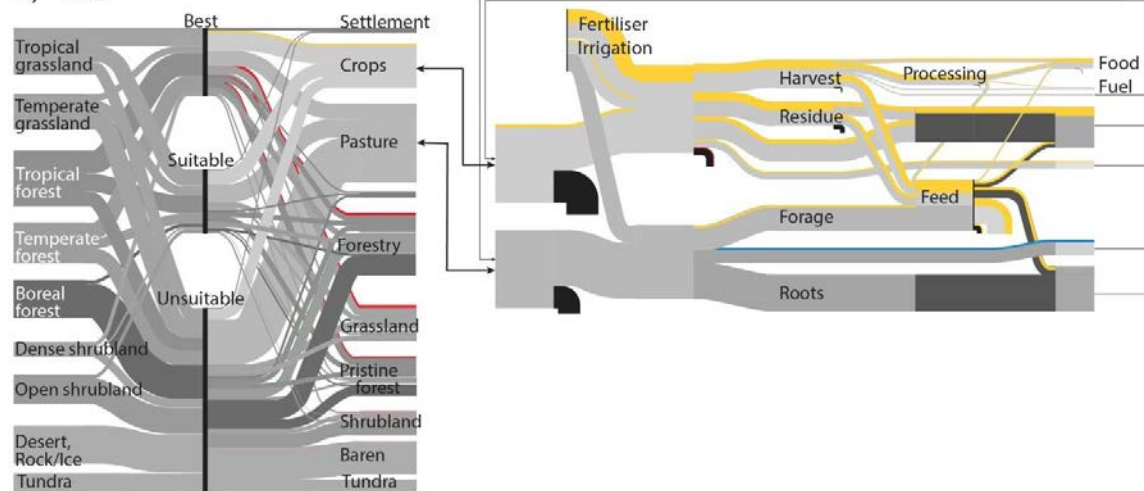 Best
Settlement
Tropical
grassland
Crops
Temperate
grassland
Pasture
Suitable
Tropical
forest
Temperate
forest
Forestry
Boreal
forest
Unsuitable
Grassland
Dense shrubland
Pristine
forest
Open shrubland
Shrubland
Desert,
Rock/Ice
Baren
Tundra
Tundra
Fertiliser
Irrigation
Harvest
Processing
Food
Fuel
Residue
Feed
Forage
Roots